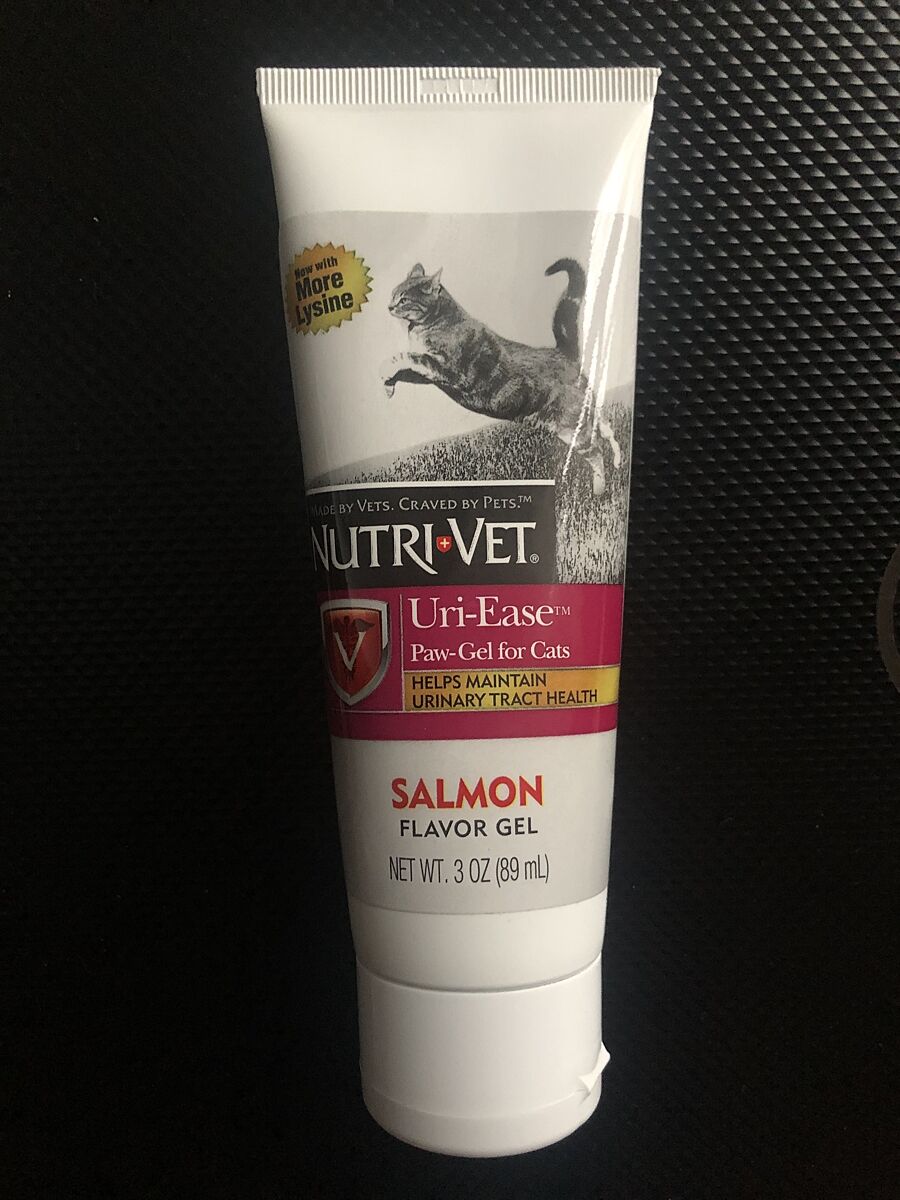 Now with
More
Lysine
MADE BY VETS. CRAVED BY PETS.™
NUTRI VET®
V
Uri-Ease™
Paw-Gel for Cats
HELPS MAINTAIN
URINARY TRACT HEALTH
SALMON
FLAVOR GEL
NET WT. 3 OZ (89 mL)